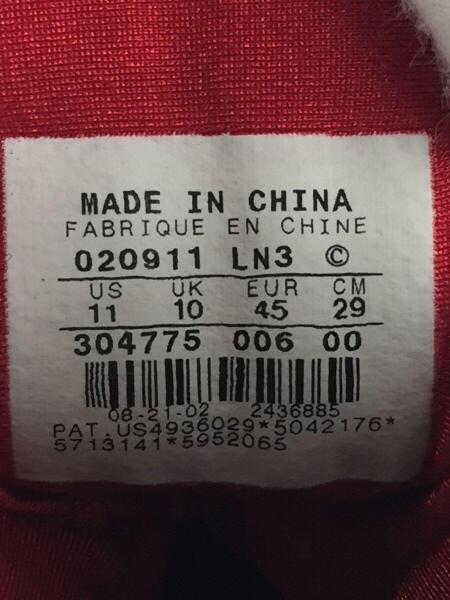 MADE IN CHINA
FABRIQUE EN CHINE
020911 LN3 ©
US UK EUR CM
11 10 45 29
304775 006 00
08-21-02 2436885
PAT.US4936029*5042176*
5713141*5952065